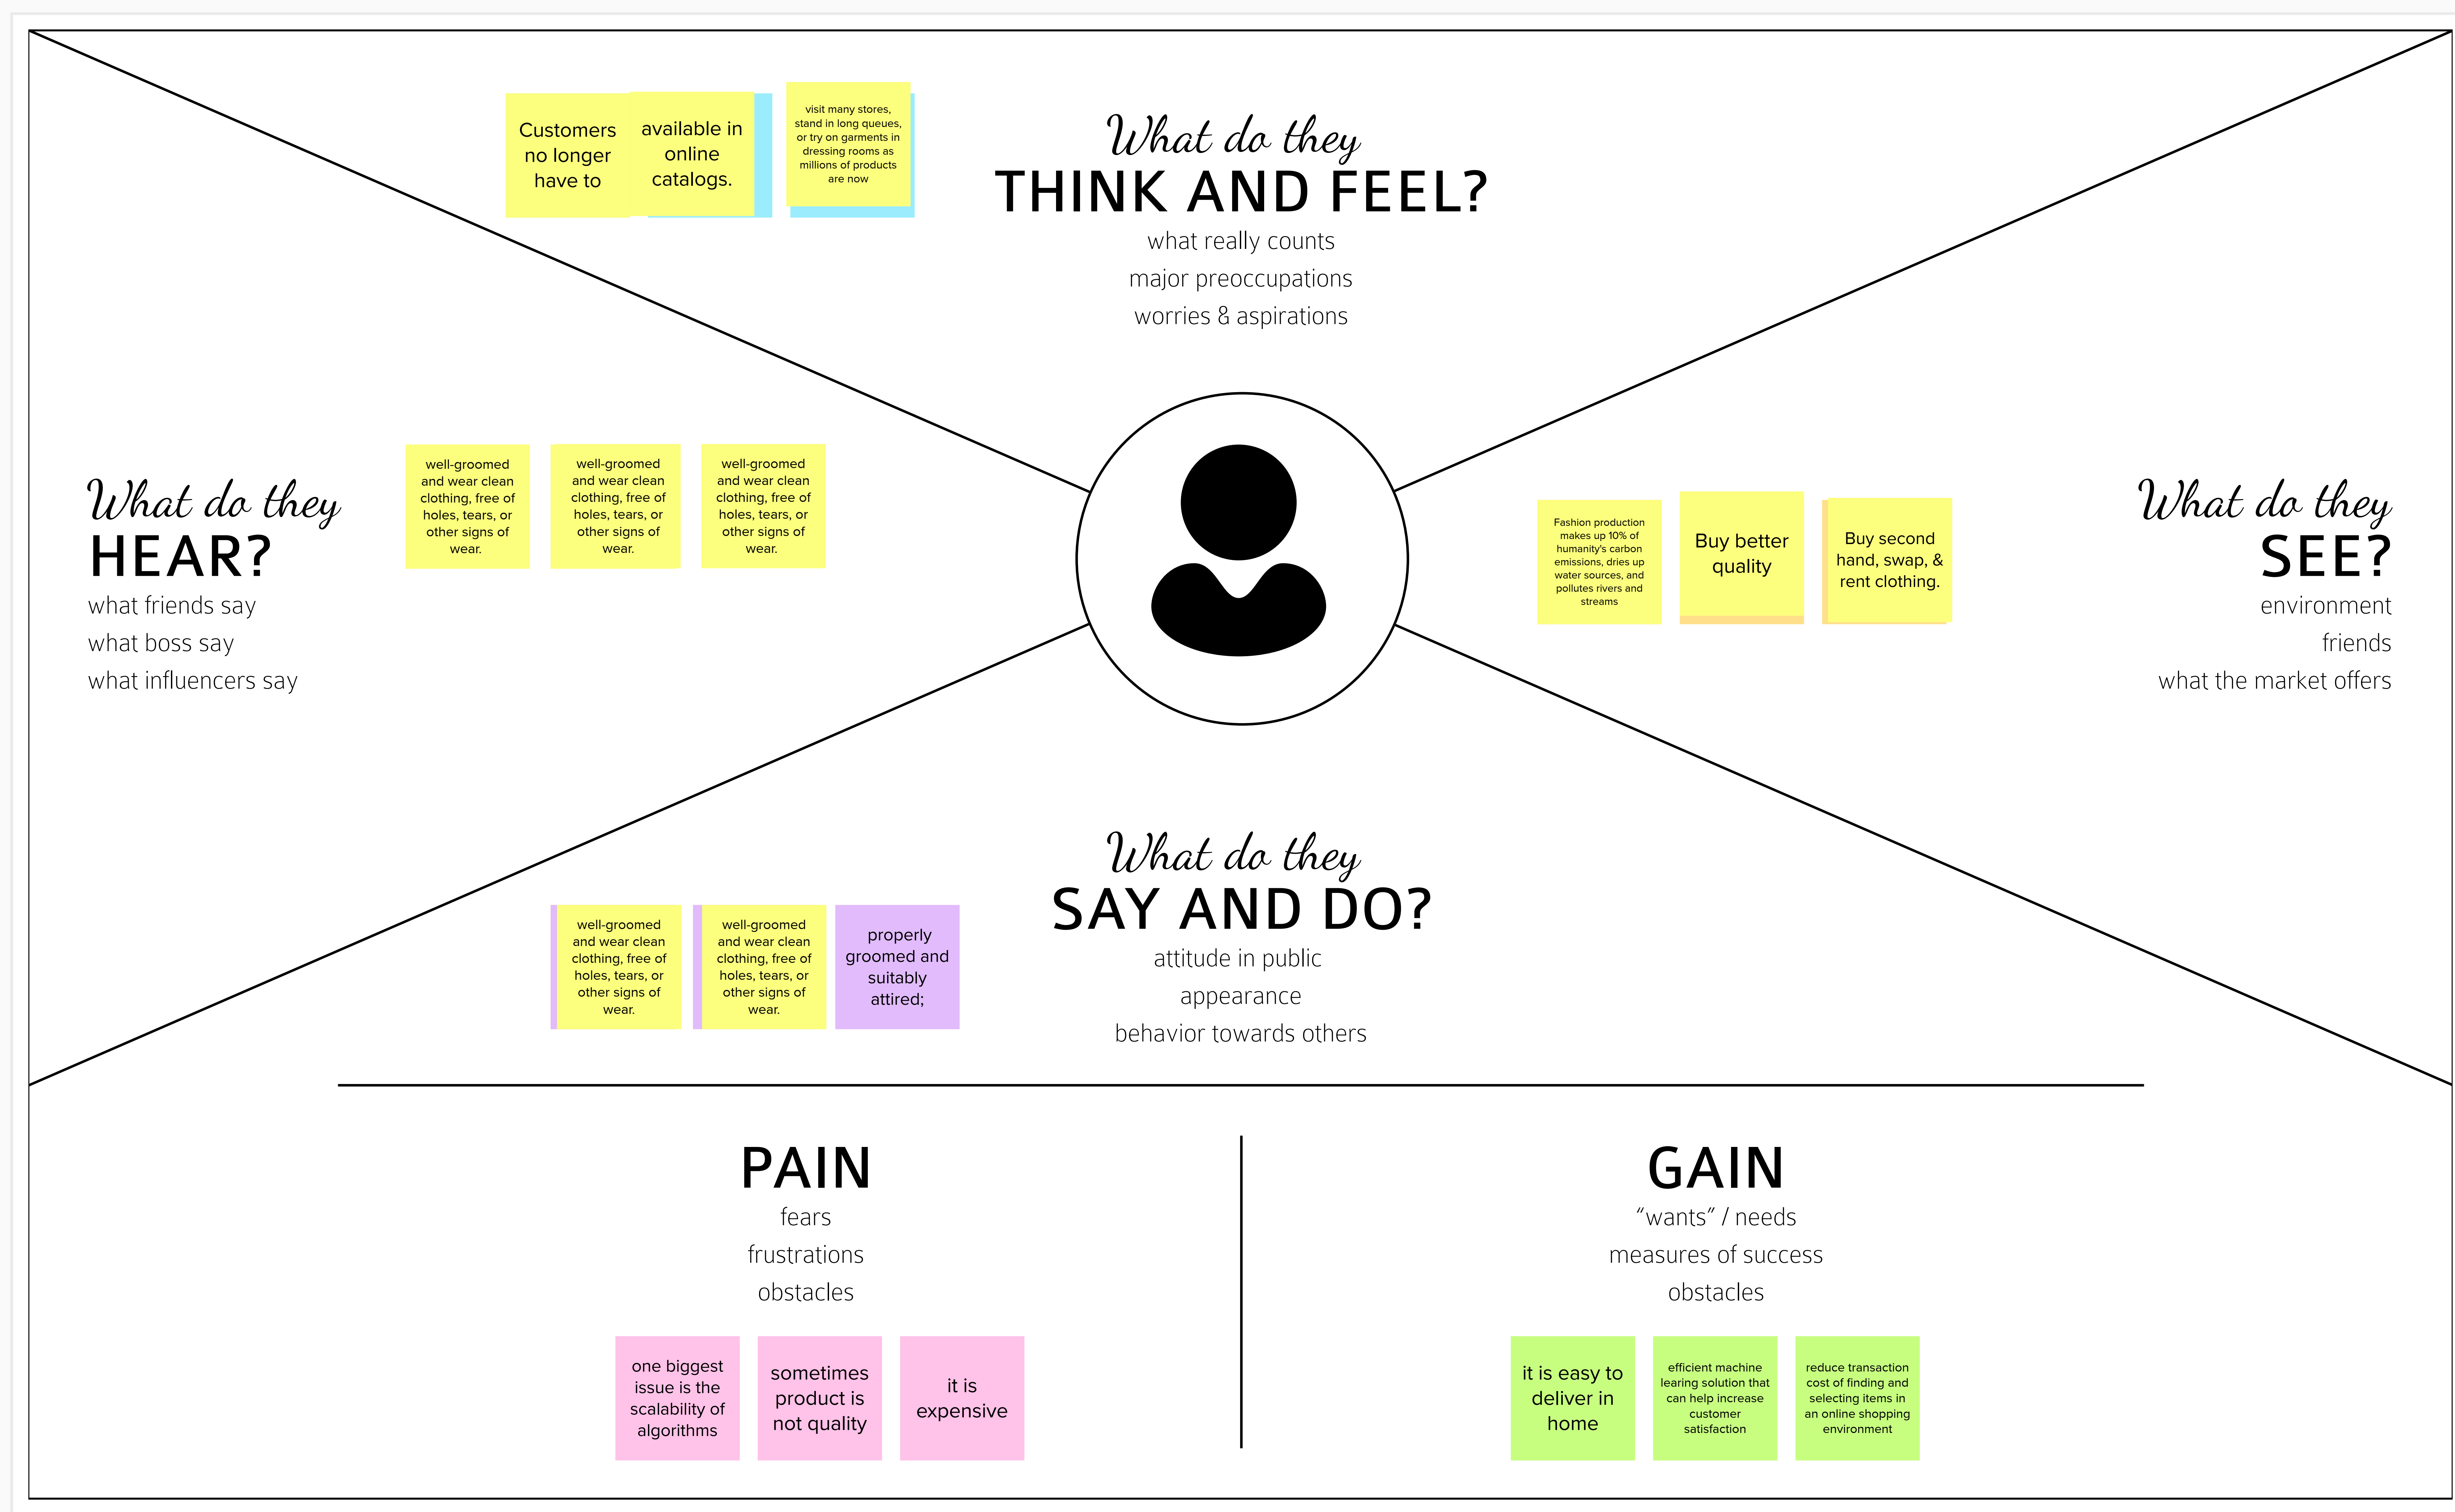 Customers
no longer
have to
available in
online
catalogs.
visit many stores,
stand in long queues,
or try on garments in
dressing rooms as
millions of products
are now
What do they
THINK AND FEEL?
what really counts
major preoccupations
worries & aspirations
What do they
HEAR?
what friends say
what boss say
what influencers say
well-groomed
and wear clean
clothing, free of
holes, tears, or
other signs of
wear.
well-groomed
and wear clean
clothing, free of
holes, tears, or
other signs of
wear.
well-groomed
and wear clean
clothing, free of
holes, tears, or
other signs of
wear.
Fashion production
makes up 10% of
humanity's carbon
emissions, dries up
water sources, and
pollutes rivers and
streams
Buy better
quality
Buy second
hand, swap, &
rent clothing.
What do they
SEE?
environment
friends
what the market offers
What do they
SAY AND DO?
attitude in public
appearance
behavior towards others
well-groomed
and wear clean
clothing, free of
holes, tears, or
other signs of
wear.
well-groomed
and wear clean
clothing, free of
holes, tears, or
other signs of
wear.
properly
groomed and
suitably
attired;
PAIN
fears
frustrations
obstacles
one biggest
issue is the
scalability of
algorithms
sometimes
product is
not quality
it is
expensive
GAIN
“wants” / needs
measures of success
obstacles
it is easy to
deliver in
home
efficient machine
learing solution that
can help increase
customer
satisfaction
reduce transaction
cost of finding and
selecting items in
an online shopping
environment